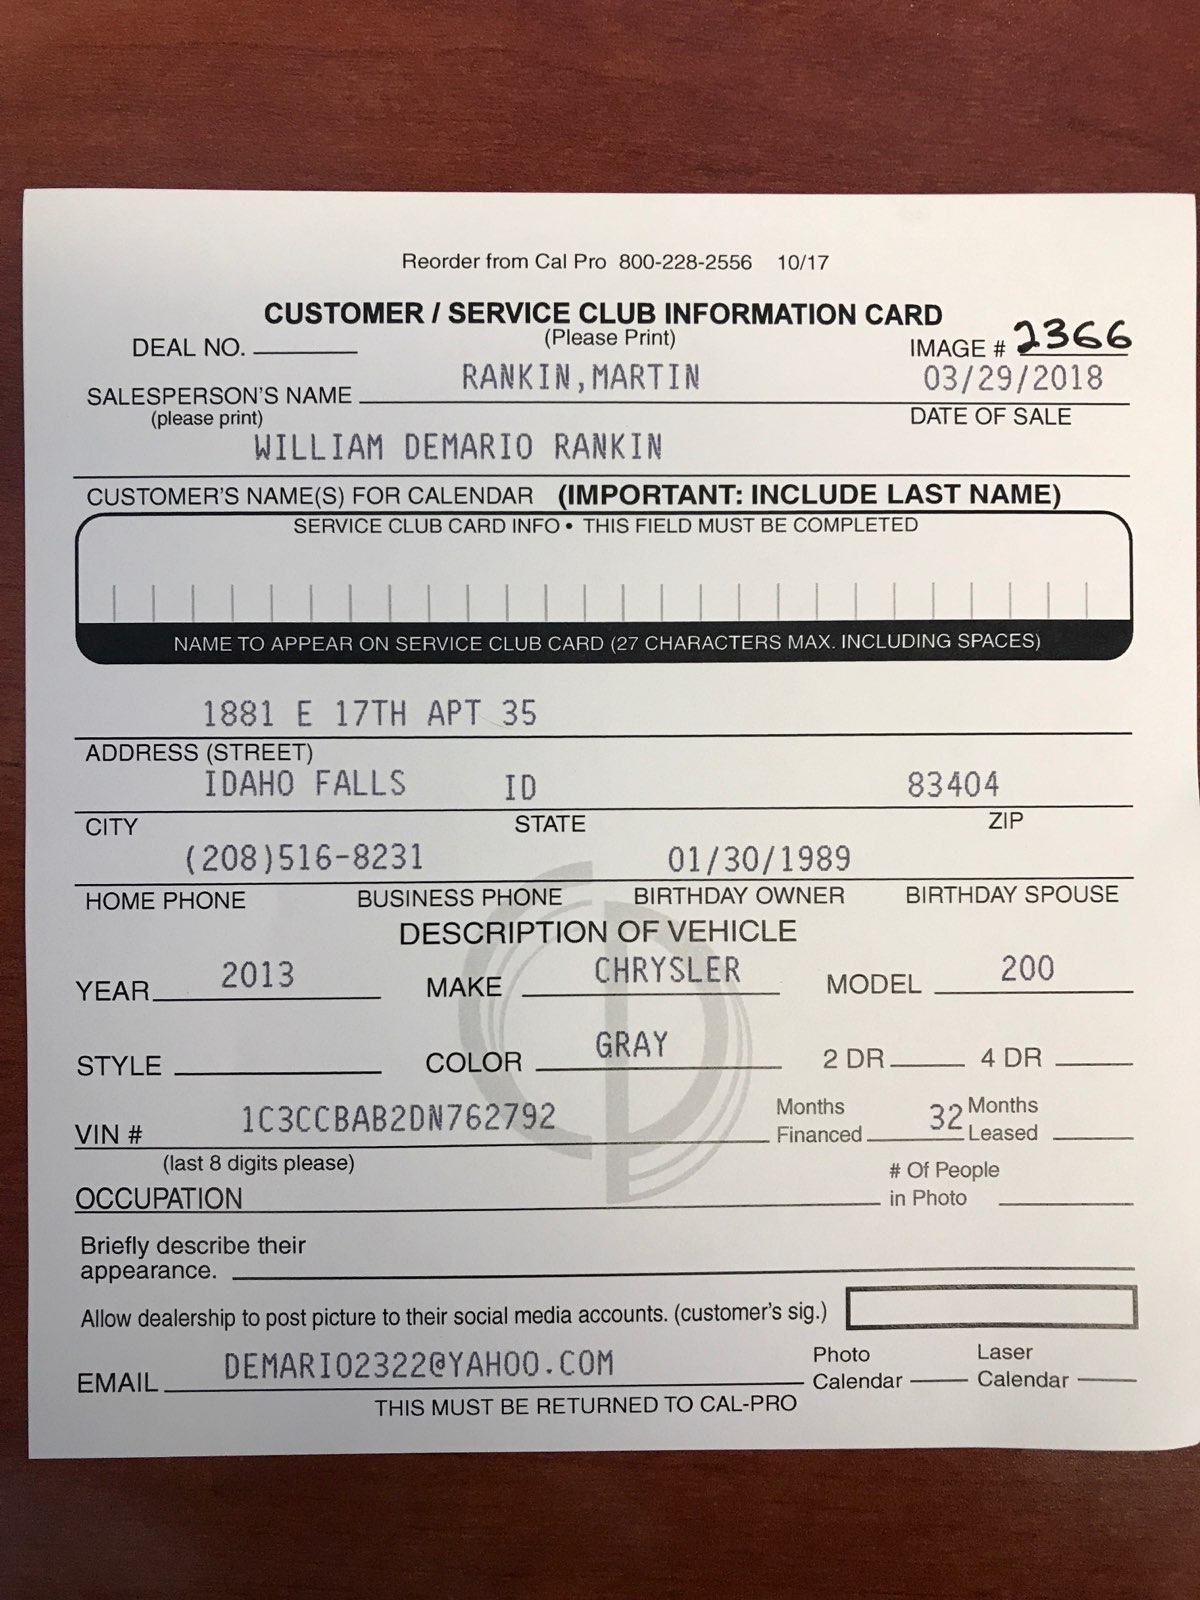 Reorder from Cal Pro 800-228-2556 10/17
CUSTOMER / SERVICE CLUB INFORMATION CARD
(Please Print)
DEAL NO.
IMAGE # 2366
SALESPERSON'S NAME RANKIN,MARTIN 03/29/2018
(please print) DATE OF SALE
WILLIAM DEMARIO RANKIN
CUSTOMER'S NAME(S) FOR CALENDAR (IMPORTANT: INCLUDE LAST NAME)
SERVICE CLUB CARD INFO • THIS FIELD MUST BE COMPLETED
NAME TO APPEAR ON SERVICE CLUB CARD (27 CHARACTERS MAX. INCLUDING SPACES)
1881 E 17TH APT 35
ADDRESS (STREET)
IDAHO FALLS ID 83404
CITY STATE ZIP
(208)516-8231 01/30/1989
HOME PHONE BUSINESS PHONE BIRTHDAY OWNER BIRTHDAY SPOUSE
DESCRIPTION OF VEHICLE
YEAR 2013 MAKE CHRYSLER MODEL 200
STYLE COLOR GRAY 2 DR 4 DR
VIN # 1C3CCBAB2DN762792 Months Financed 32 Months Leased
(last 8 digits please)
OCCUPATION # Of People in Photo
Briefly describe their
appearance.
Allow dealership to post picture to their social media accounts. (customer's sig.)
EMAIL DEMARIO2322@YAHOO.COM Photo Calendar Laser Calendar
THIS MUST BE RETURNED TO CAL-PRO